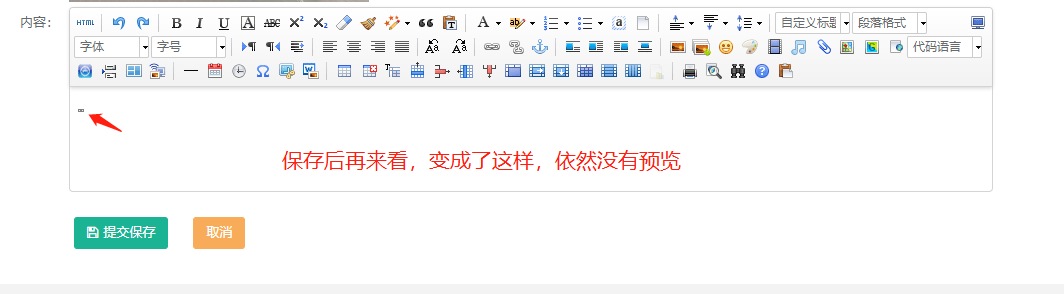 内容：
HTML
B I U A ABC X² X₂
A
自定义标题
段落格式
字体
字号
代码语言
保存后再来看，变成了这样，依然没有预览
提交保存
取消